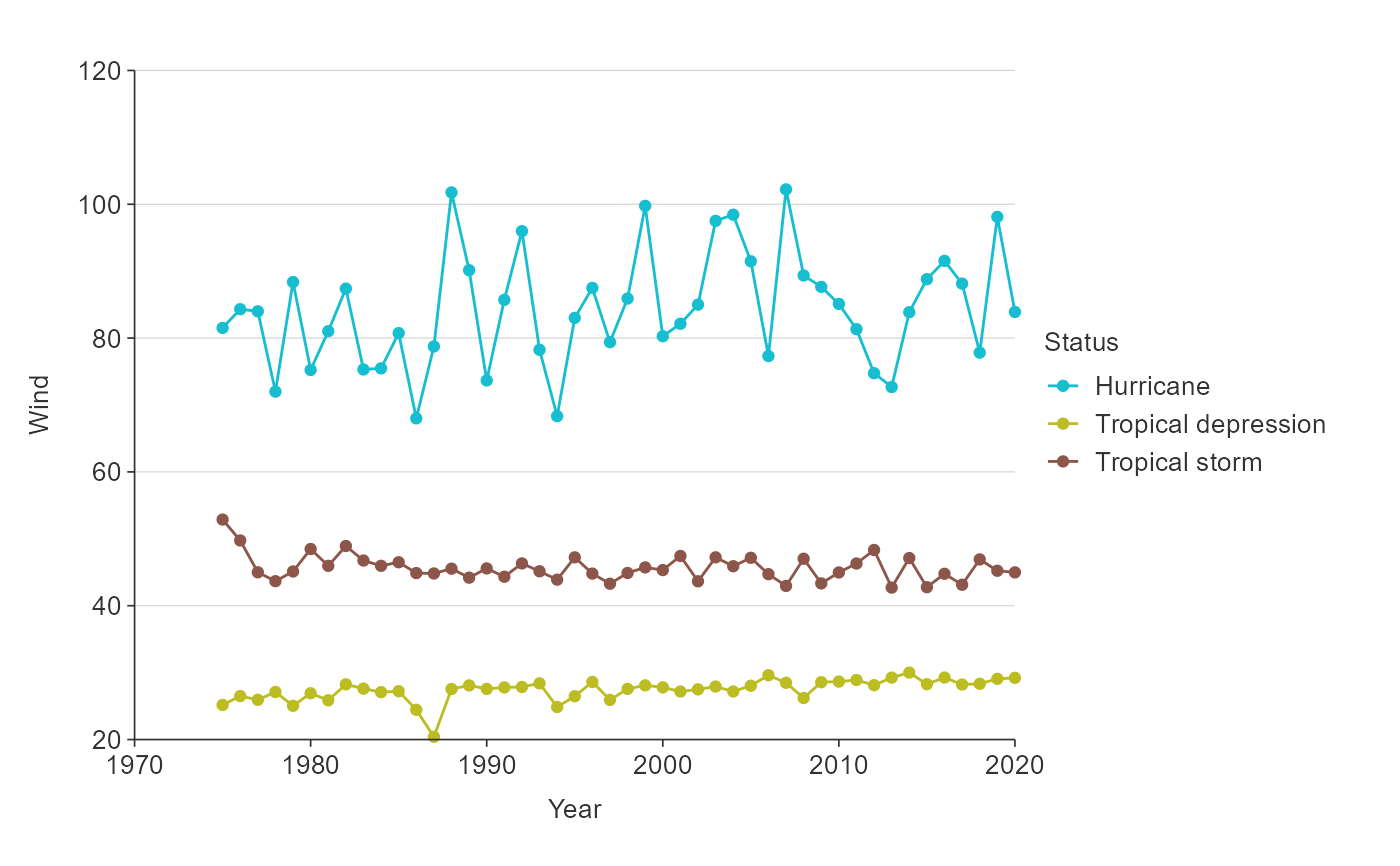 120
100
80
60
40
20
Wind
1970 1980 1990 2000 2010 2020
Year
Status
Hurricane
Tropical depression
Tropical storm